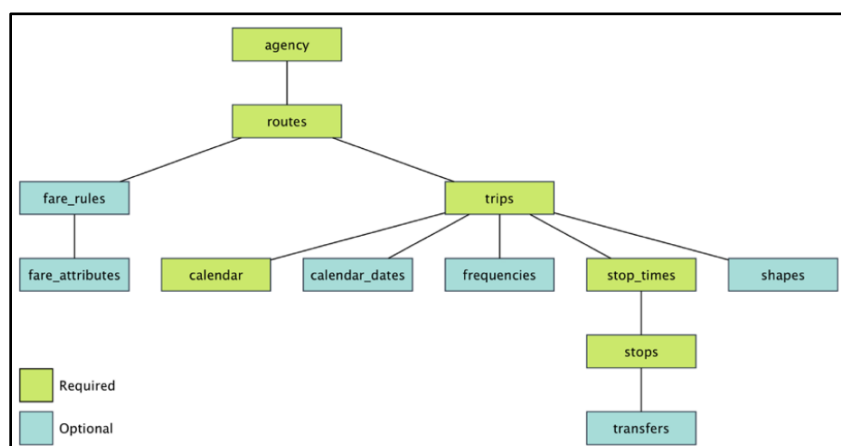 agency
routes
fare_rules
trips
fare_attributes
calendar
calendar_dates
frequencies
stop_times
shapes
stops
Required
Optional
transfers